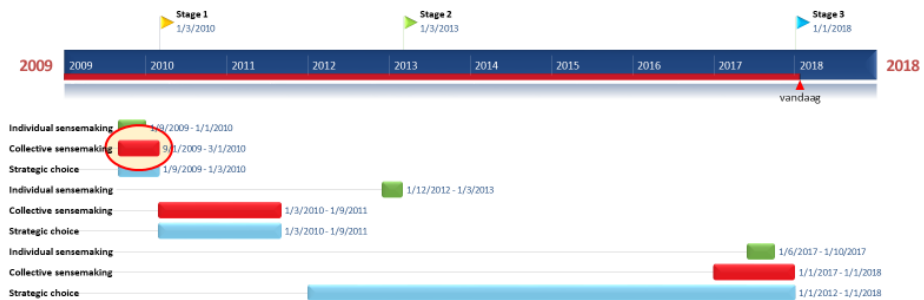 Stage 1
1/3/2010
Stage 2
1/3/2013
Stage 3
1/1/2018
2009 2009 2010 2011 2012 2013 2014 2015 2016 2017 2018 2018
vandaag
Individual sensemaking 1/9/2009 - 1/1/2010
Collective sensemaking 9/1/2009 - 3/1/2010
Strategic choice 1/9/2009 - 1/3/2010
Individual sensemaking 1/12/2012 - 1/3/2013
Collective sensemaking 1/3/2010 - 1/9/2011
Strategic choice 1/3/2010 - 1/9/2011
Individual sensemaking 1/6/2017 - 1/10/2017
Collective sensemaking 1/1/2017 - 1/1/2018
Strategic choice 1/1/2012 - 1/1/2018